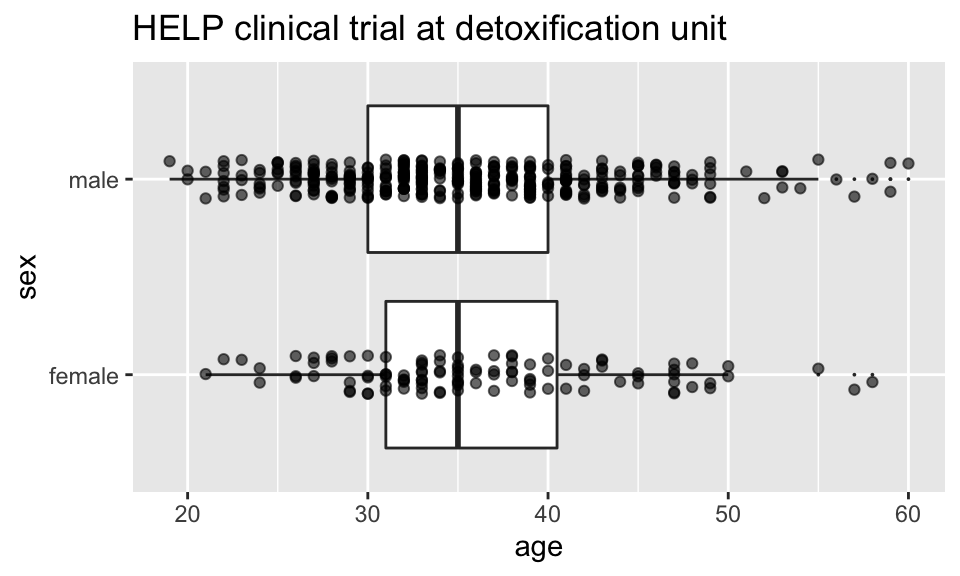 HELP clinical trial at detoxification unit
male
female
sex
20 30 40 50 60
age